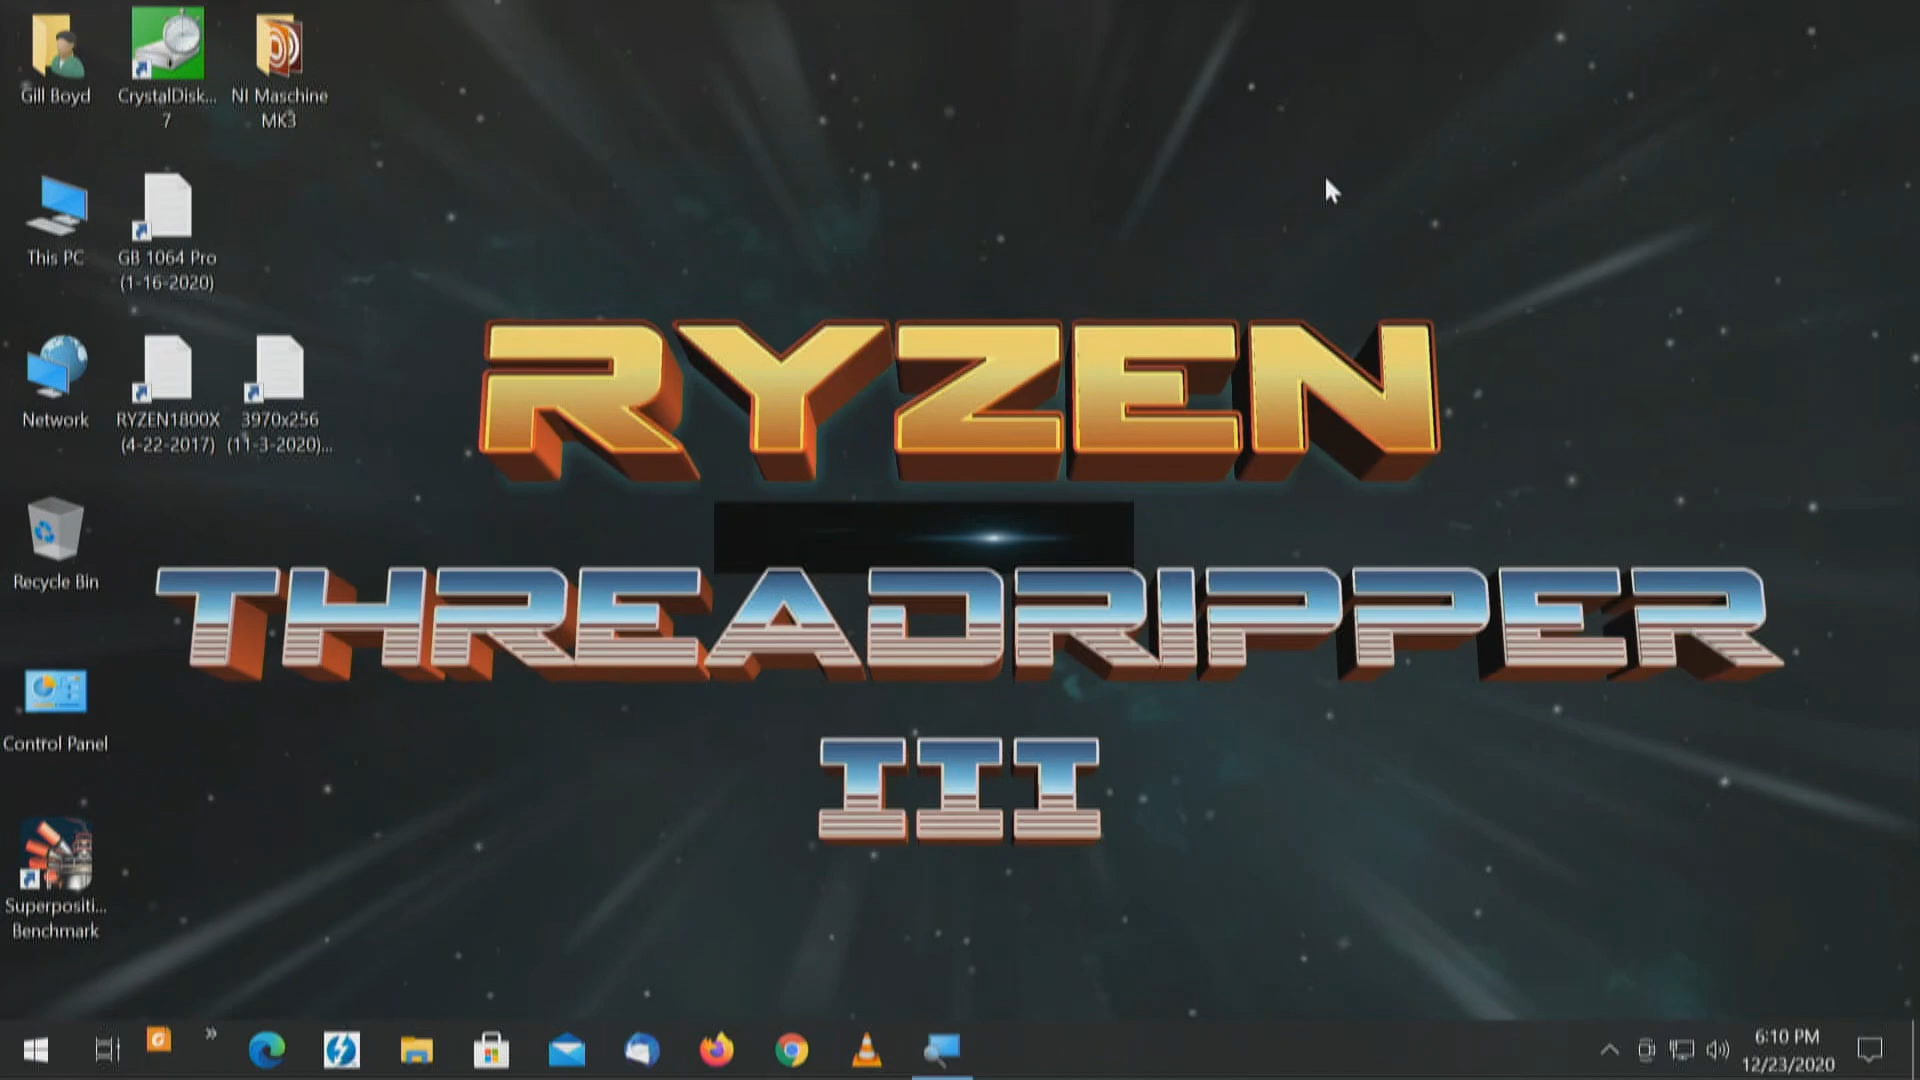 Gill Boyd
CrystalDisk...
7
NI Maschine
MK3
This PC
GB 1064 Pro
(1-16-2020)
Network
RYZEN1800X
(4-22-2017)
3970x256
(11-3-2020)...
Recycle Bin
Control Panel
Superpositi...
Benchmark
RYZEN
THREADRIPPER
III
6:10 PM
12/23/2020